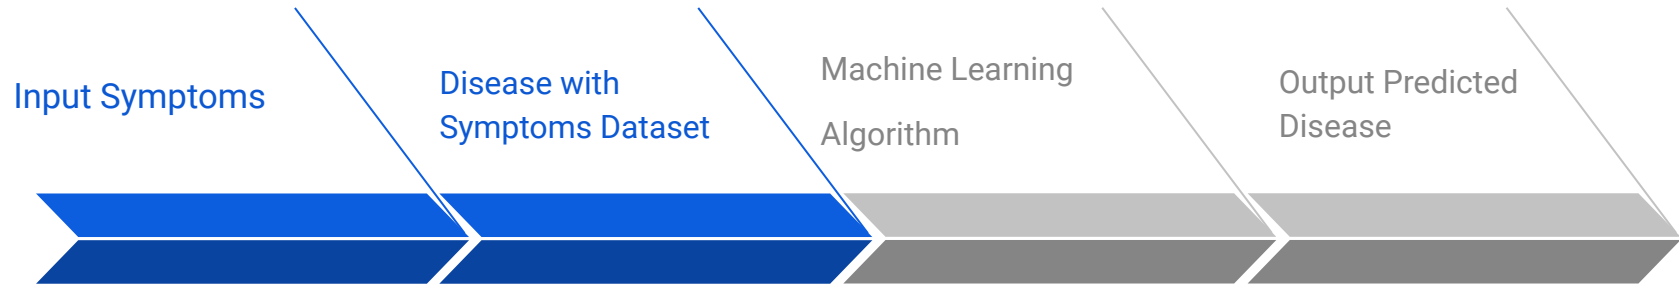 Input Symptoms
Disease with
Symptoms Dataset
Machine Learning
Algorithm
Output Predicted
Disease